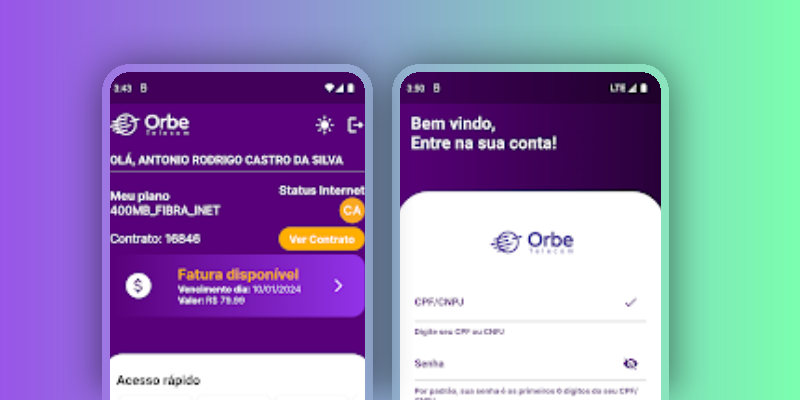 3:43
Orbe
Telecom
OLÁ, ANTONIO RODRIGO CASTRO DA SILVA
Meu plano
400MB_FIBRA_INET
Status Internet
CA
Contrato: 16846
Ver Contrato
Fatura disponível
Vencimento dia: 10/01/2024
Valor: R$ 79.99
Acesso rápido
3:50
LTE
Bem vindo,
Entre na sua conta!
Orbe
Telecom
CPF/CNPJ
Digite seu CPF ou CNPJ
Senha
Por padrão, sua senha é os primeiros 6 dígitos do seu CPF/
CNPJ